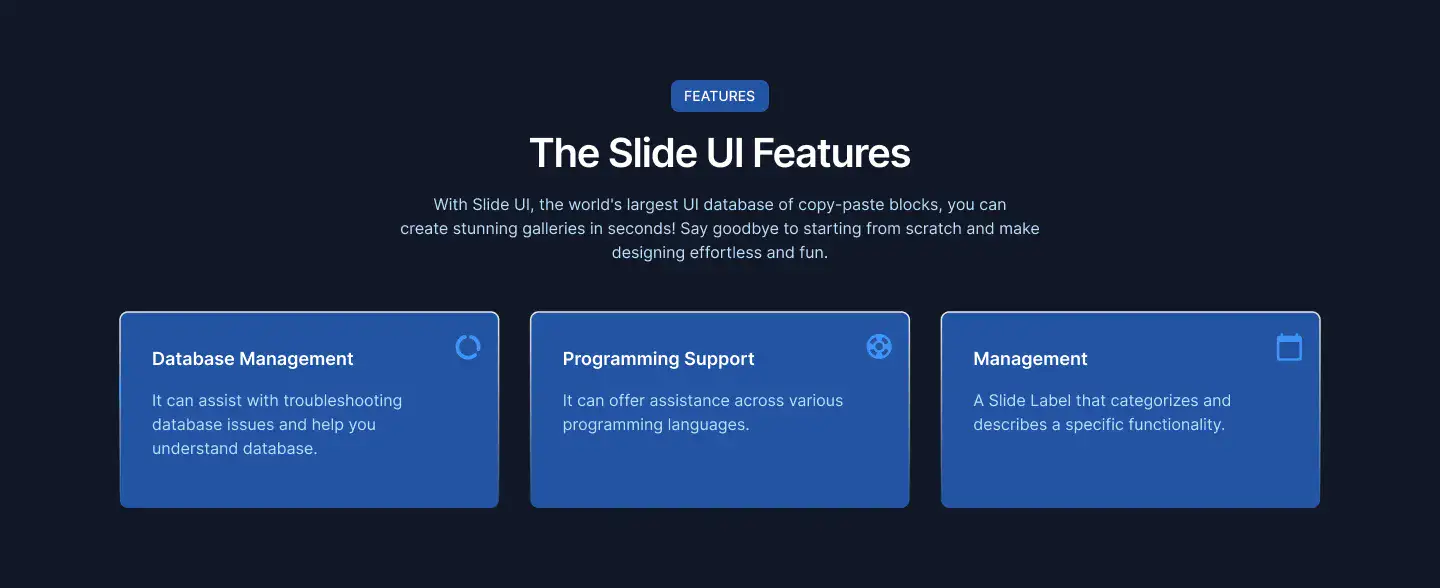 FEATURES
The Slide UI Features
With Slide UI, the world's largest UI database of copy-paste blocks, you can
create stunning galleries in seconds! Say goodbye to starting from scratch and make
designing effortless and fun.
Database Management
It can assist with troubleshooting
database issues and help you
understand database.
Programming Support
It can offer assistance across various
programming languages.
Management
A Slide Label that categorizes and
describes a specific functionality.